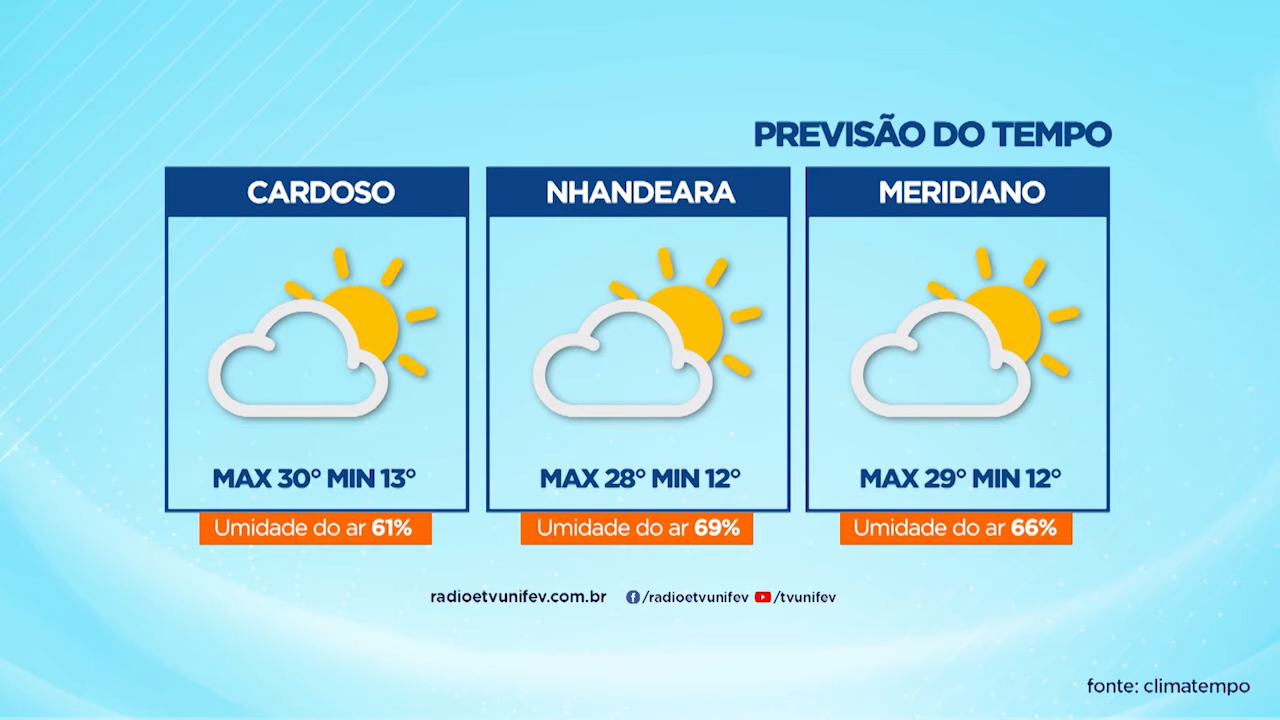 PREVISÃO DO TEMPO
CARDOSO
MAX 30° MIN 13°
Umidade do ar 61%
NHANDEARA
MAX 28° MIN 12°
Umidade do ar 69%
MERIDIANO
MAX 29° MIN 12°
Umidade do ar 66%
radioetvunifev.com.br /radioetvunifev /tvunifev
fonte: climatempo